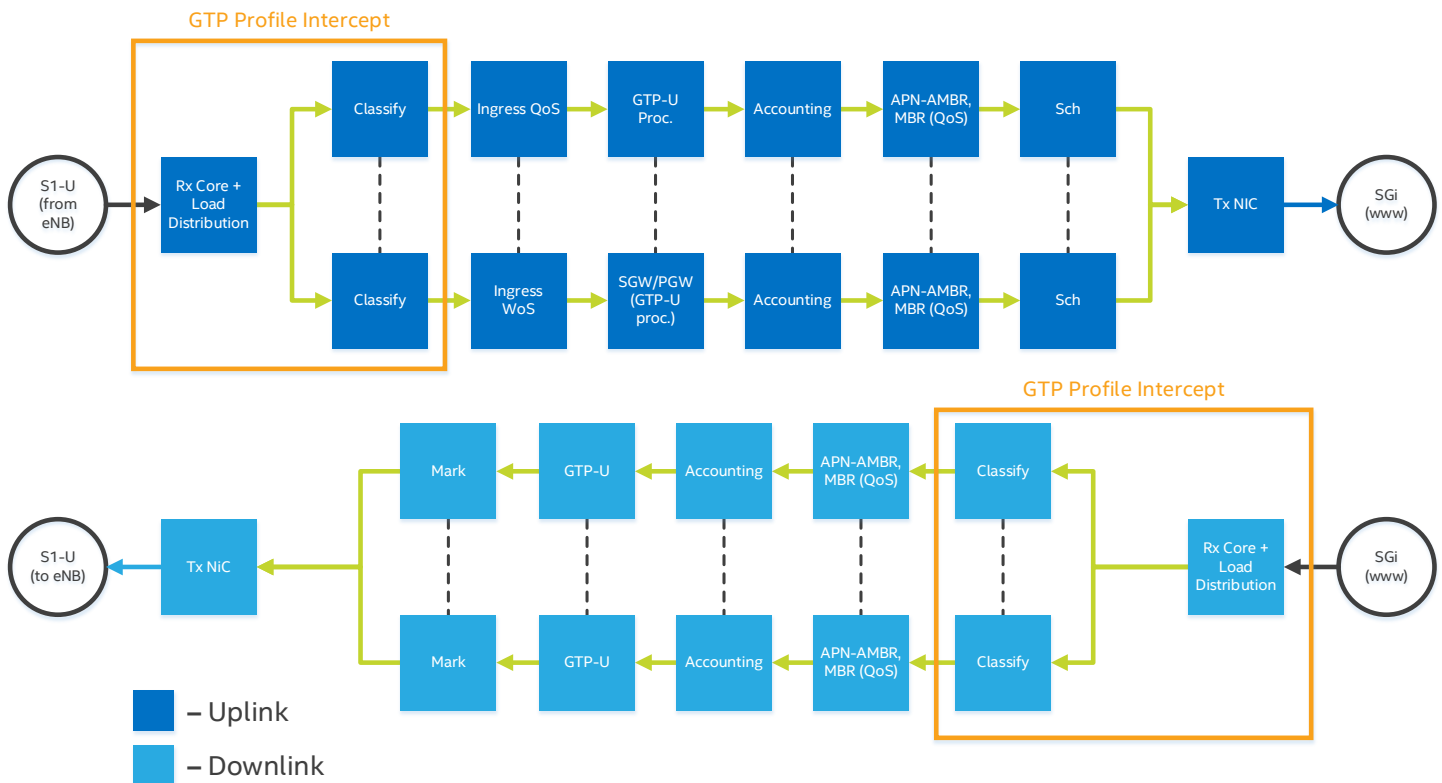 GTP Profile Intercept
Classify
Ingress QoS
GTP-U
Proc.
Accounting
APN-AMBR,
MBR (QoS)
Sch
S1-U
(from
eNB)
Rx Core +
Load
Distribution
Tx NIC
SGi
(www)
Classify
Ingress
WoS
SGW/PGW
(GTP-U
proc.)
Accounting
APN-AMBR,
MBR (QoS)
Sch
GTP Profile Intercept
Mark
GTP-U
Accounting
APN-AMBR,
MBR (QoS)
Classify
S1-U
(to eNB)
Tx NiC
Rx Core +
Load
Distribution
SGi
(www)
Mark
GTP-U
Accounting
APN-AMBR,
MBR (QoS)
Classify
– Uplink
– Downlink